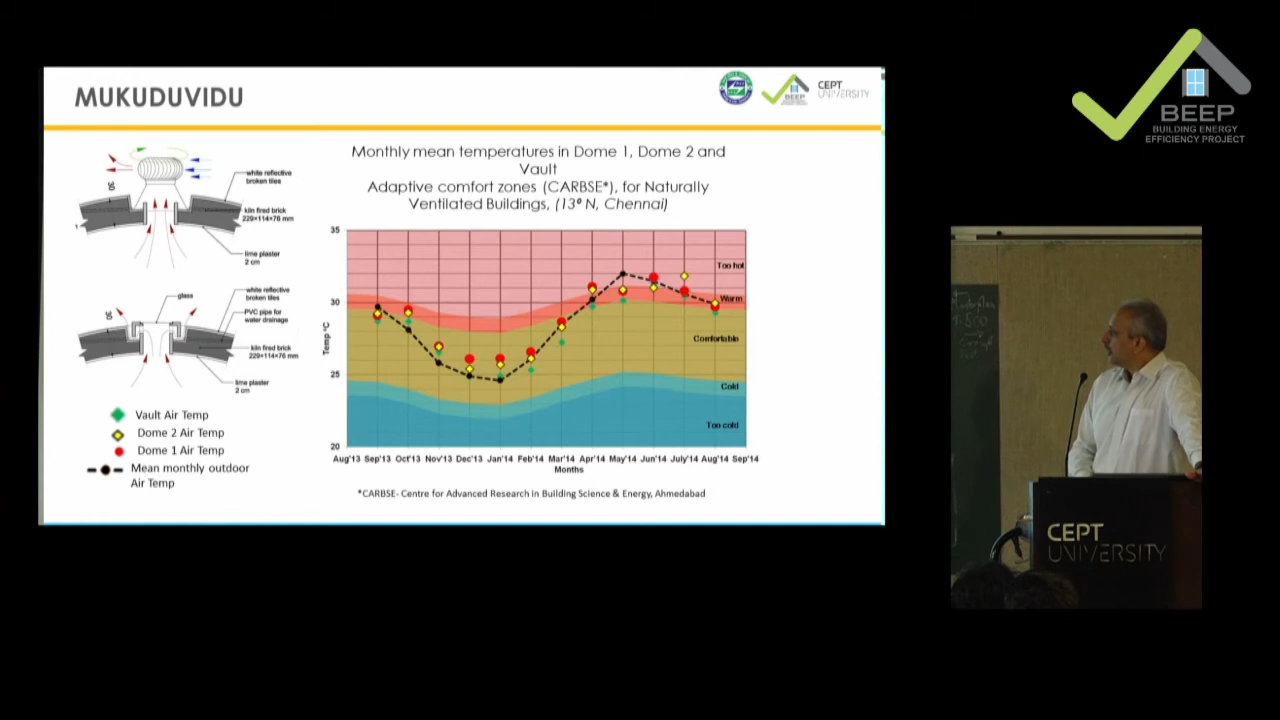 MUKUDUVIDU
BEEP
CEPT
UNIVERSITY
BEEP
BUILDING ENERGY
EFFICIENCY PROJECT
30
white reflective
broken tiles
kiln fired brick
229×114×76 mm
lime plaster
2 cm
glass
30
white reflective
broken tiles
PVC pipe for
water drainage
kiln fired brick
229×114×76 mm
lime plaster
2 cm
Vault Air Temp
Dome 2 Air Temp
Dome 1 Air Temp
Mean monthly outdoor
Air Temp
Monthly mean temperatures in Dome 1, Dome 2 and
Vault
Adaptive comfort zones (CARBSE*), for Naturally
Ventilated Buildings, (13⁰ N, Chennai)
35
30
25
20
Temp ºC
Too hot
Warm
Comfortable
Cold
Too cold
Aug'13 Sep'13 Oct'13 Nov'13 Dec'13 Jan'14 Feb'14 Mar'14 Apr'14 May'14 Jun'14 July'14 Aug'14 Sep'14
Months
*CARBSE- Centre for Advanced Research in Building Science & Energy, Ahmedabad
CEPT
UNIVERSITY